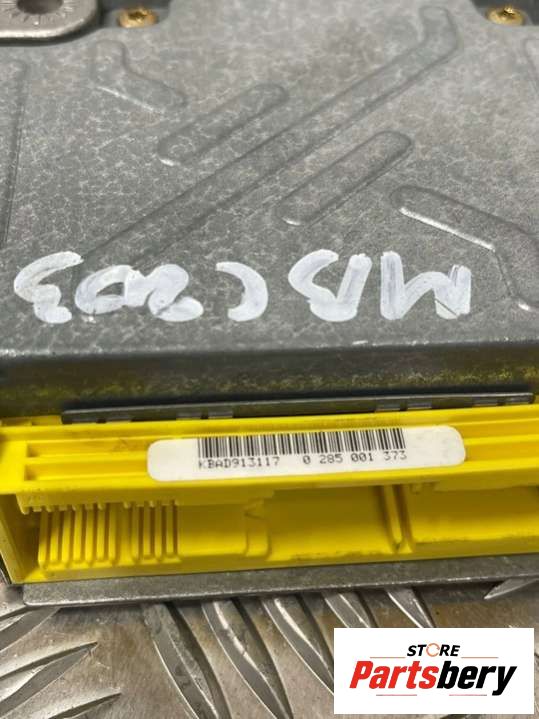 MB C203
KBAD913117 0 285 001 373
STORE
Partsbery